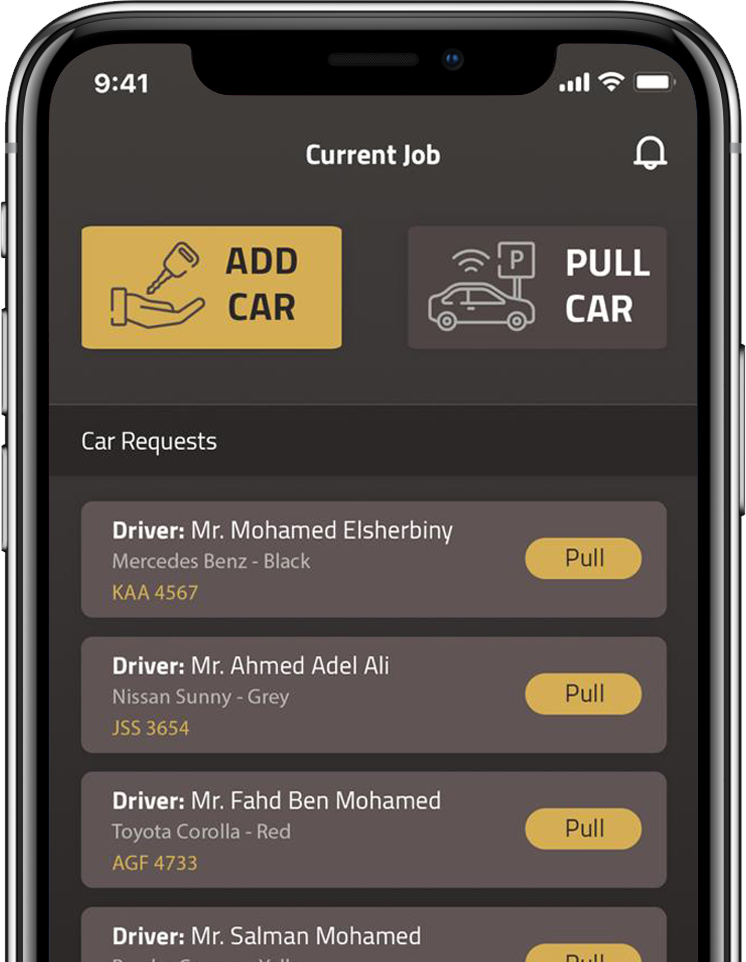 9:41
Current Job
ADD
CAR
P
PULL
CAR
Car Requests
Driver: Mr. Mohamed Elsherbiny
Mercedes Benz - Black
KAA 4567
Pull
Driver: Mr. Ahmed Adel Ali
Nissan Sunny - Grey
JSS 3654
Pull
Driver: Mr. Fahd Ben Mohamed
Toyota Corolla - Red
AGF 4733
Pull
Driver: Mr. Salman Mohamed
Pull